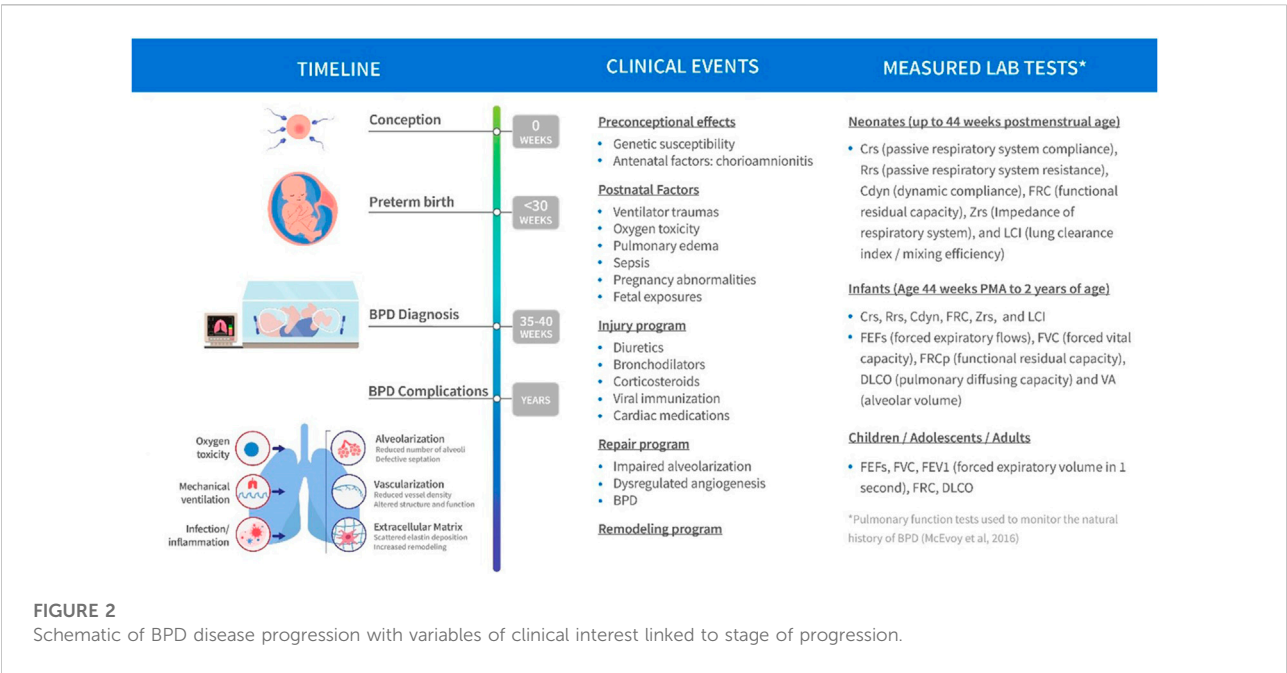 TIMELINE
CLINICAL EVENTS
MEASURED LAB TESTS*
Conception
0
WEEKS
Preterm birth
<30
WEEKS
BPD Diagnosis
35-40
WEEKS
BPD Complications
YEARS
Oxygen
toxicity
Mechanical
ventilation
Infection/
inflammation
Alveolarization
Reduced number of alveoli
Defective septation
Vascularization
Reduced vessel density
Altered structure and function
Extracellular Matrix
Scattered elastin deposition
Increased remodeling
Preconceptional effects
• Genetic susceptibility
• Antenatal factors: chorioamnionitis
Postnatal Factors
• Ventilator traumas
• Oxygen toxicity
• Pulmonary edema
• Sepsis
• Pregnancy abnormalities
• Fetal exposures
Injury program
• Diuretics
• Bronchodilators
• Corticosteroids
• Viral immunization
• Cardiac medications
Repair program
• Impaired alveolarization
• Dysregulated angiogenesis
• BPD
Remodeling program
Neonates (up to 44 weeks postmenstrual age)
• Crs (passive respiratory system compliance),
Rrs (passive respiratory system resistance),
Cdyn (dynamic compliance), FRC (functional
residual capacity), Zrs (Impedance of
respiratory system), and LCI (lung clearance
index / mixing efficiency)
Infants (Age 44 weeks PMA to 2 years of age)
• Crs, Rrs, Cdyn, FRC, Zrs, and LCI
• FEFs (forced expiratory flows), FVC (forced vital
capacity), FRCp (functional residual capacity),
DLCO (pulmonary diffusing capacity) and VA
(alveolar volume)
Children / Adolescents / Adults
• FEFs, FVC, FEV1 (forced expiratory volume in 1
second), FRC, DLCO
*Pulmonary function tests used to monitor the natural
history of BPD (McEvoy et al, 2016)
FIGURE 2
Schematic of BPD disease progression with variables of clinical interest linked to stage of progression.